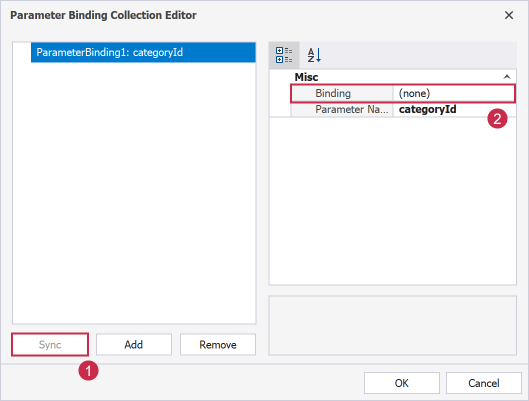 Parameter Binding Collection Editor
ParameterBinding1: categoryId
A
Z
Misc
Binding (none)
Parameter Na... categoryId
2
Sync Add Remove
1
OK Cancel